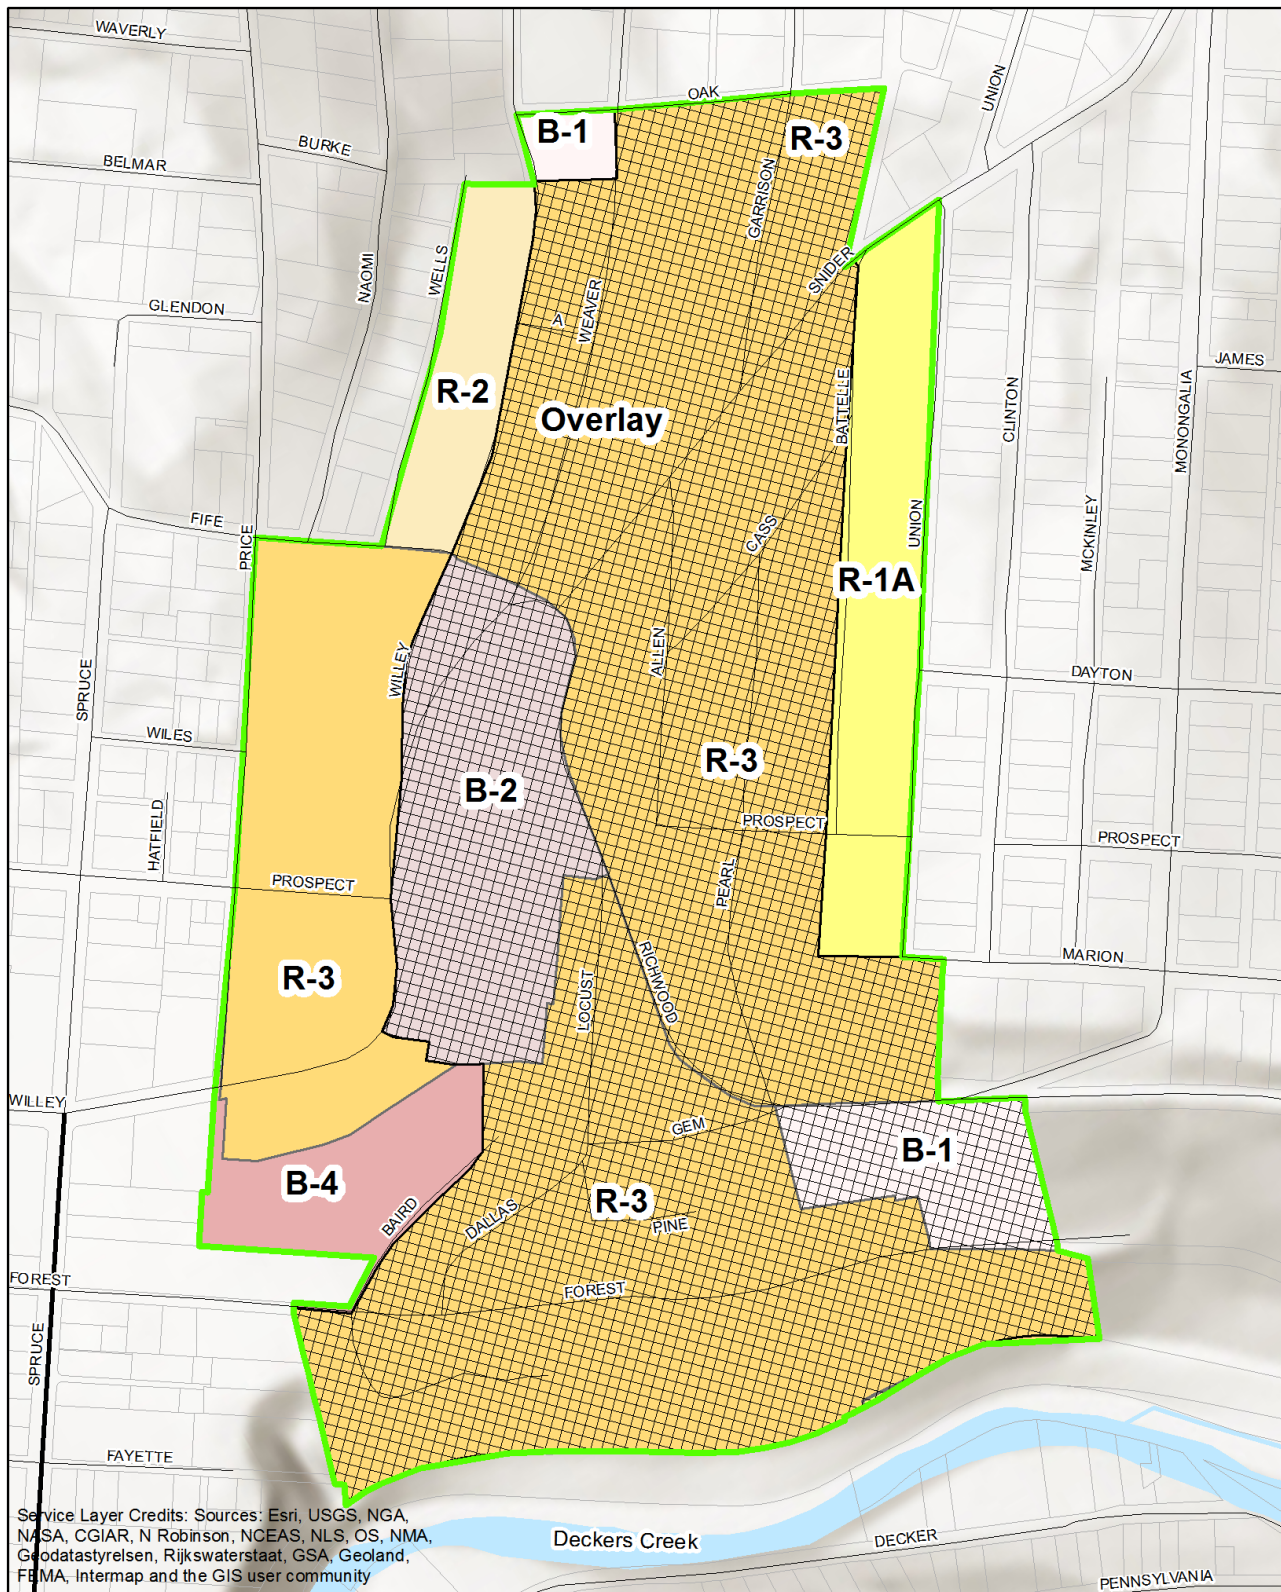 WAVERLY
OAK
UNION
B-1
R-3
BURKE
BELMAR
GARRISON
WELLS
NAOMI
SNIDER
GLENDON
WEAVER
A
JAMES
R-2
BATTELLE
CLINTON
MONONGALIA
Overlay
FIFE
PRICE
CASS
UNION
MCKINLEY
R-1A
ALLEN
WILLEY
SPRUCE
DAYTON
WILES
R-3
B-2
HATFIELD
PROSPECT
PROSPECT
PROSPECT
PEARL
R-3
LOCUST
RICHWOOD
MARION
WILLEY
GEM
B-1
B-4
R-3
BAIRD
DALLAS
PINE
FOREST
FOREST
SPRUCE
FAYETTE
Service Layer Credits: Sources: Esri, USGS, NGA,
NASA, CGIAR, N Robinson, NCEAS, NLS, OS, NMA,
Geodatastyrelsen, Rijkswaterstaat, GSA, Geoland,
FEMA, Intermap and the GIS user community
Deckers Creek
DECKER
PENNSYLVANIA